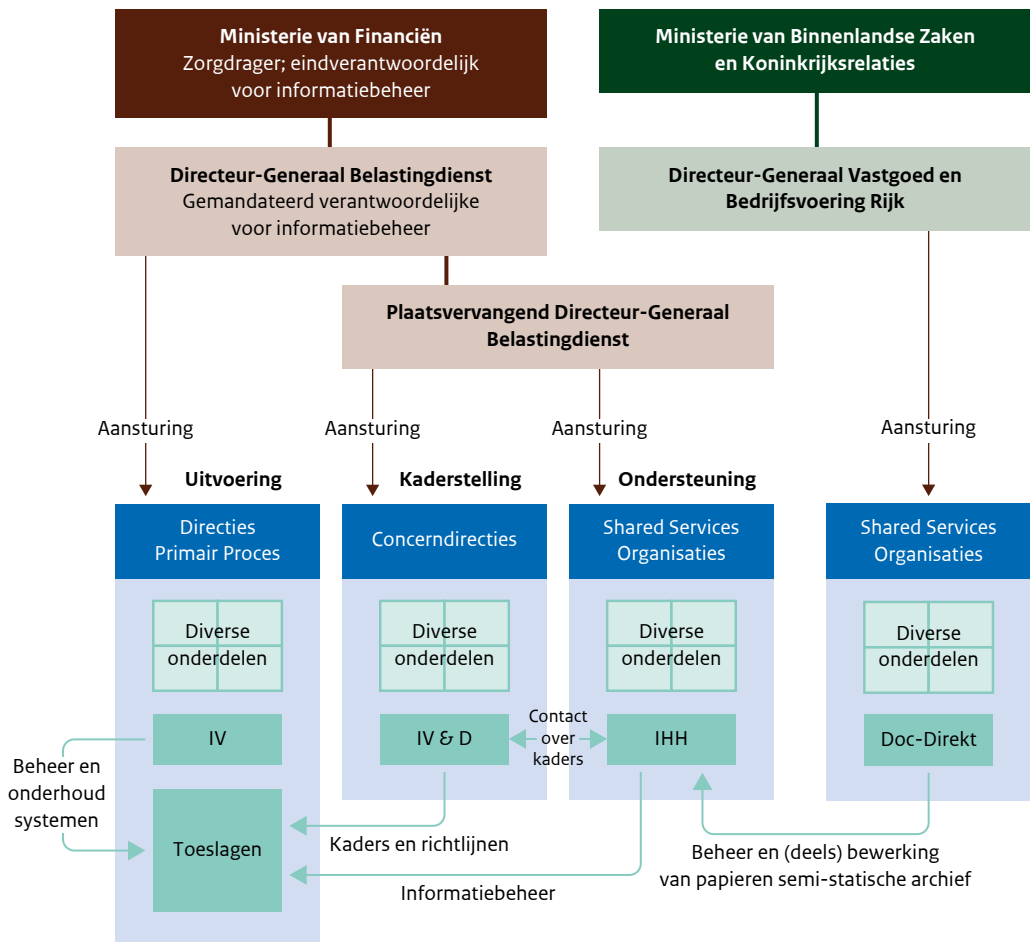 Ministerie van Financiën
Zorgdrager; eindverantwoordelijk
voor informatiebeheer
Ministerie van Binnenlandse Zaken
en Koninkrijksrelaties
Directeur-Generaal Belastingdienst
Gemandateerd verantwoordelijke
voor informatiebeheer
Directeur-Generaal Vastgoed en
Bedrijfsvoering Rijk
Plaatsvervangend Directeur-Generaal
Belastingdienst
Aansturing
Aansturing
Aansturing
Aansturing
Uitvoering
Kaderstelling
Ondersteuning
Directies
Primair Proces
Concerndirecties
Shared Services
Organisaties
Shared Services
Organisaties
Diverse
onderdelen
Diverse
onderdelen
Diverse
onderdelen
Diverse
onderdelen
IV
IV & D
Contact
over
kaders
IHH
Doc-Direkt
Beheer en
onderhoud
systemen
Toeslagen
Kaders en richtlijnen
Informatiebeheer
Beheer en (deels) bewerking
van papieren semi-statische archief